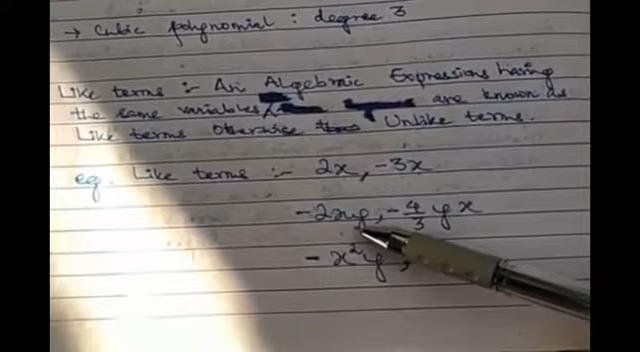 → Cubic polynomial : degree 3
Like terms :- An Algebraic Expressions having
the same variables are known as
Like terms otherwise Unlike terms.
eg. Like terms :- 2x, -3x
-2xy, -4/3 yx
- x²y,